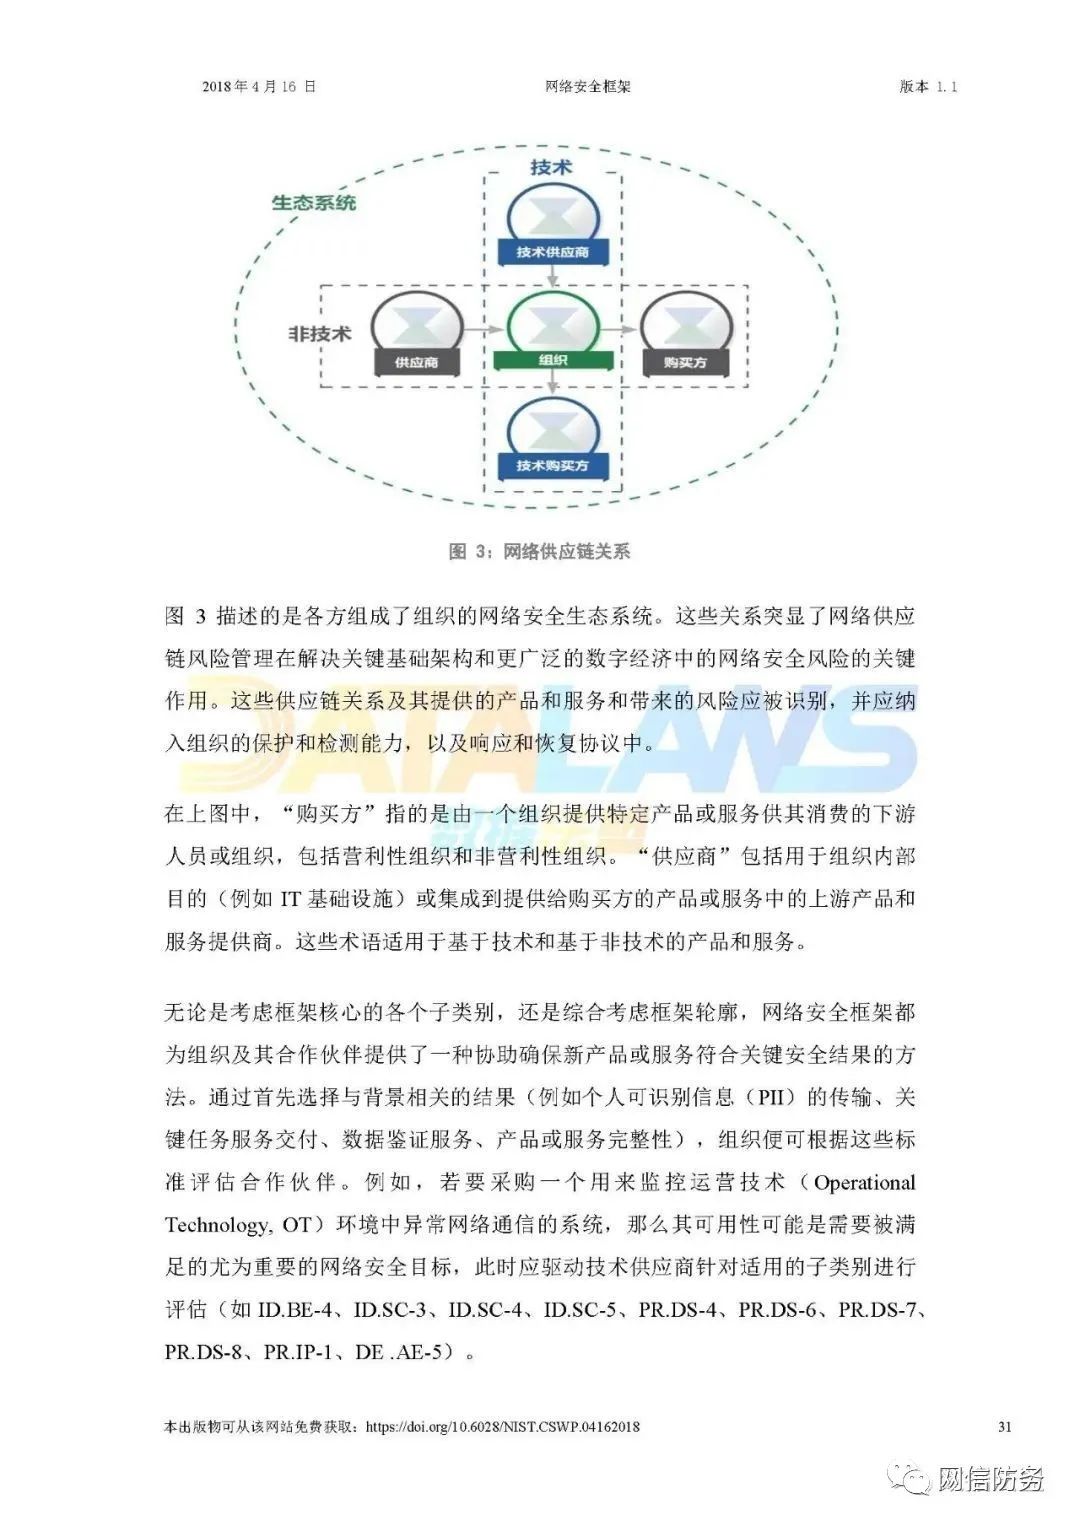 2018年4月16 日 网络安全框架 版本 1.1
技术
生态系统
技术供应商
非技术
供应商 组织 购买方
技术购买方
图 3：网络供应链关系
图 3 描述的是各方组成了组织的网络安全生态系统。这些关系突显了网络供应
链风险管理在解决关键基础架构和更广泛的数字经济中的网络安全风险的关键
作用。这些供应链关系及其提供的产品和服务和带来的风险应被识别，并应纳
入组织的保护和检测能力，以及响应和恢复协议中。
DATALAWS
在上图中，“购买方”指的是由一个组织提供特定产品或服务供其消费的下游
人员或组织，包括营利性组织和非营利性组织。“供应商”包括用于组织内部
目的（例如 IT 基础设施）或集成到提供给购买方的产品或服务中的上游产品和
服务提供商。这些术语适用于基于技术和基于非技术的产品和服务。
无论是考虑框架核心的各个子类别，还是综合考虑框架轮廓，网络安全框架都
为组织及其合作伙伴提供了一种协助确保新产品或服务符合关键安全结果的方
法。通过首先选择与背景相关的结果（例如个人可识别信息（PII）的传输、关
键任务服务交付、数据鉴证服务、产品或服务完整性），组织便可根据这些标
准评估合作伙伴。例如，若要采购一个用来监控运营技术（Operational
Technology, OT）环境中异常网络通信的系统，那么其可用性可能是需要被满
足的尤为重要的网络安全目标，此时应驱动技术供应商针对适用的子类别进行
评估（如 ID.BE-4、ID.SC-3、ID.SC-4、ID.SC-5、PR.DS-4、PR.DS-6、PR.DS-7、
PR.DS-8、PR.IP-1、DE .AE-5）。
本出版物可从该网站免费获取：https://doi.org/10.6028/NIST.CSWP.04162018 31
网信防务